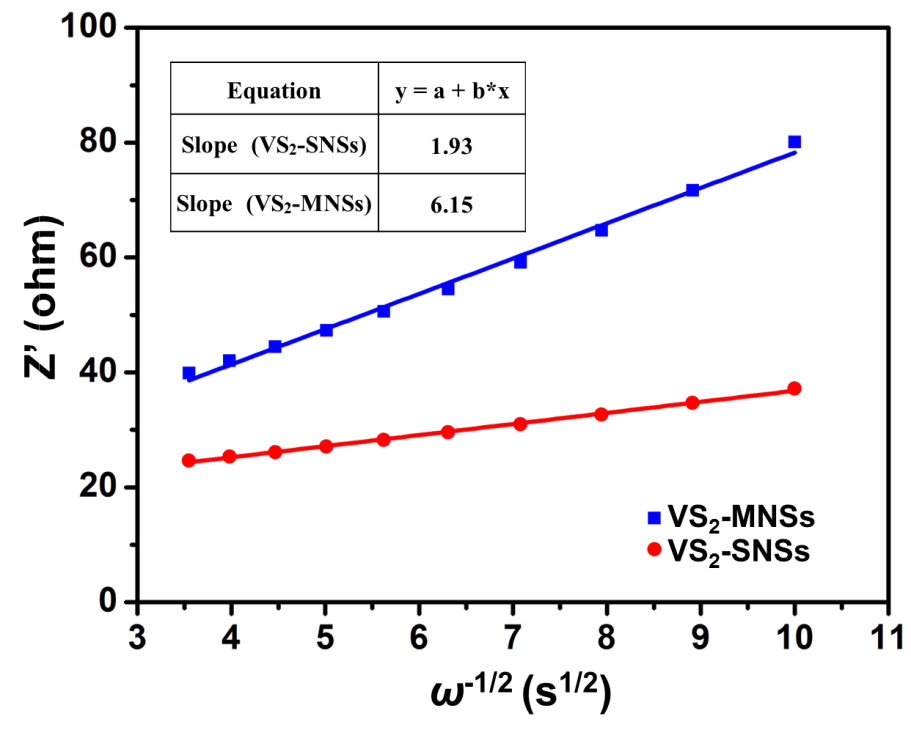 100
80
60
40
20
0
Z' (ohm)
Equation y = a + b*x
Slope (VS₂-SNSs) 1.93
Slope (VS₂-MNSs) 6.15
VS₂-MNSs
VS₂-SNSs
3 4 5 6 7 8 9 10 11
ω⁻¹/² (s¹/²)